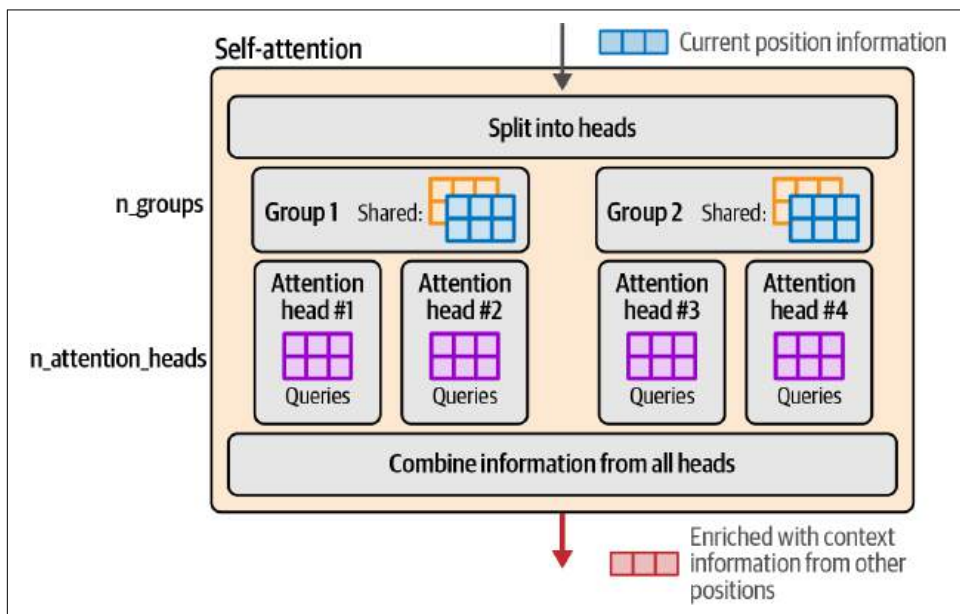 Self-attention
Current position information
Split into heads
n_groups
Group 1 Shared:
Group 2 Shared:
Attention
head #1
Attention
head #2
Attention
head #3
Attention
head #4
n_attention_heads
Queries
Queries
Queries
Queries
Combine information from all heads
Enriched with context
information from other
positions